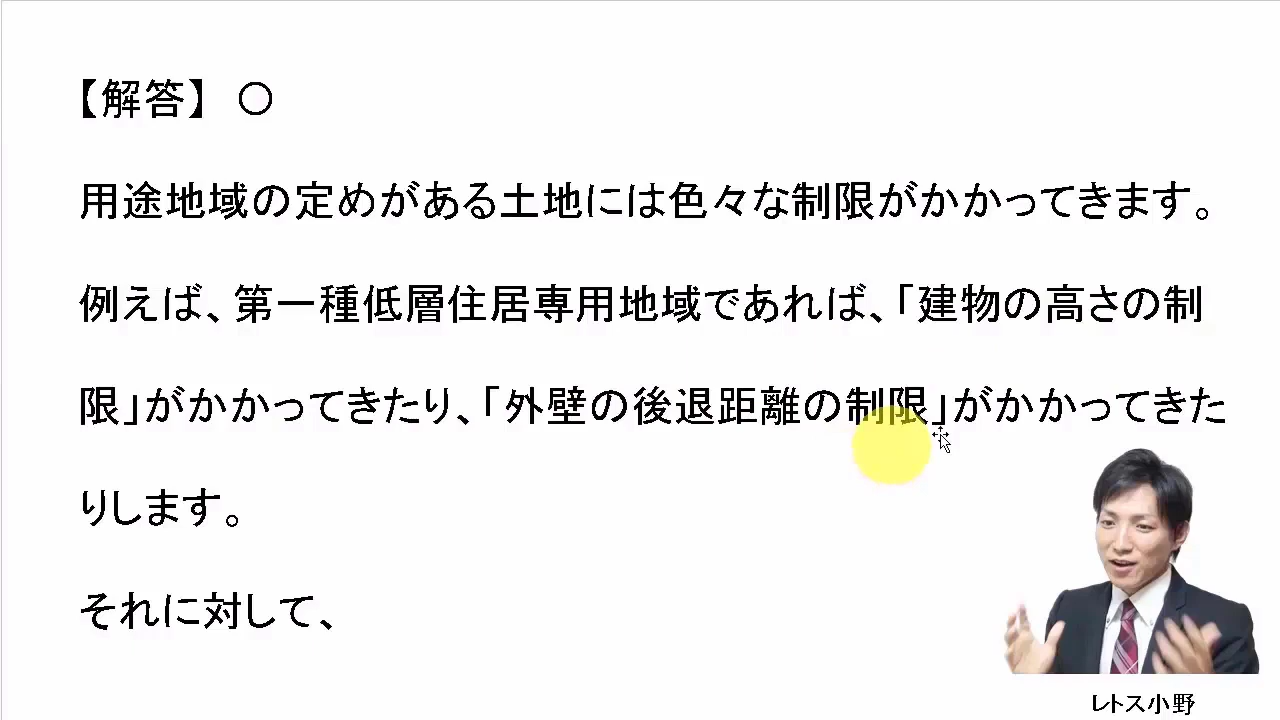 【解答】 ○
用途地域の定めがある土地には色々な制限がかかってきます。
例えば、第一種低層住居専用地域であれば、「建物の高さの制
限」がかかってきたり、「外壁の後退距離の制限」がかかってきた
りします。
それに対して、
レトス小野